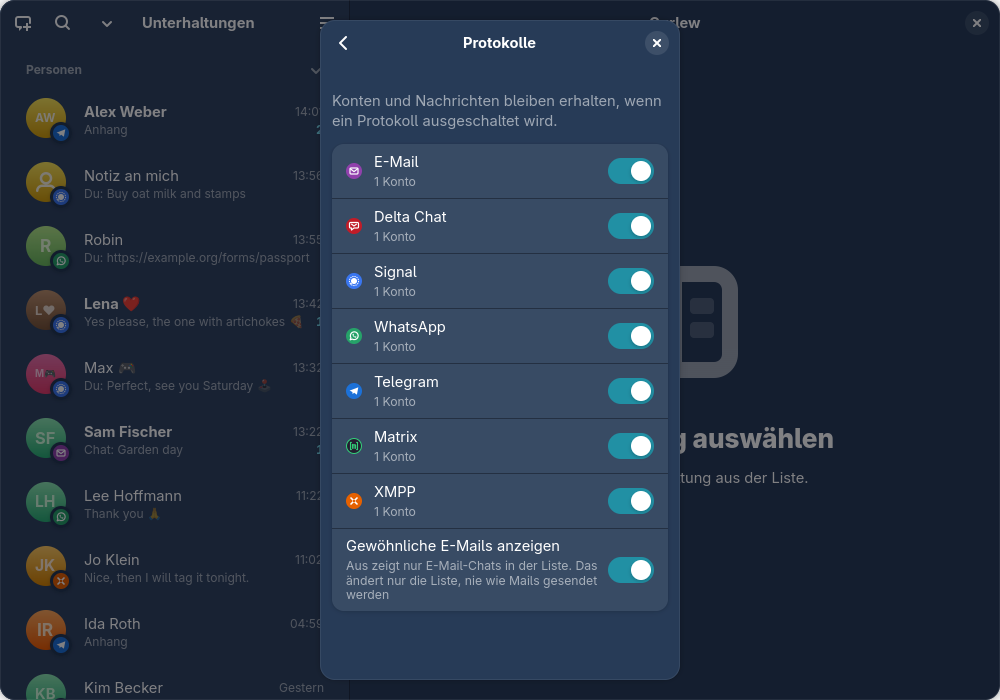 Unterhaltungen
Personen
AW
Alex Weber
14:0
Anhang
Notiz an mich
13:56
Du: Buy oat milk and stamps
R
Robin
13:55
Du: https://example.org/forms/passport
L❤
Lena ❤️
13:42
Yes please, the one with artichokes 🍕
M🎮
Max 🎮
13:32
Du: Perfect, see you Saturday 🕹️
SF
Sam Fischer
13:22
Chat: Garden day
LH
Lee Hoffmann
11:22
Thank you 🙏
JK
Jo Klein
11:02
Nice, then I will tag it tonight.
IR
Ida Roth
04:59
Anhang
KB
Kim Becker
Gestern
Protokolle
Konten und Nachrichten bleiben erhalten, wenn
ein Protokoll ausgeschaltet wird.
E-Mail
1 Konto
Delta Chat
1 Konto
Signal
1 Konto
WhatsApp
1 Konto
Telegram
1 Konto
Matrix
[m]
1 Konto
XMPP
1 Konto
Gewöhnliche E-Mails anzeigen
Aus zeigt nur E-Mail-Chats in der Liste. Das
ändert nur die Liste, nie wie Mails gesendet
werden
rlew
g auswählen
tung aus der Liste.